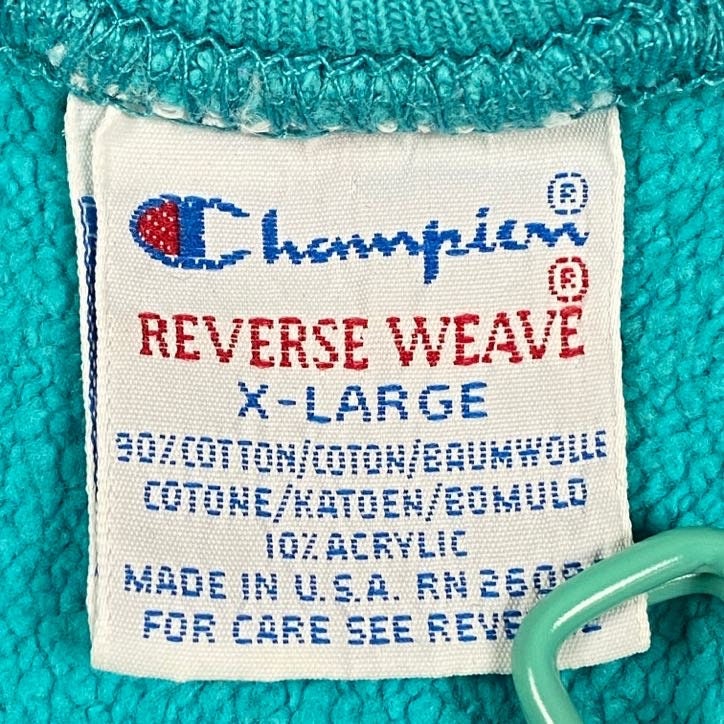 Champion®
REVERSE WEAVE®
X-LARGE
90% COTTON/COTON/BAUMWOLLE
COTONE/KATOEN/BOMULD
10% ACRYLIC
MADE IN U.S.A. RN
FOR CARE SEE